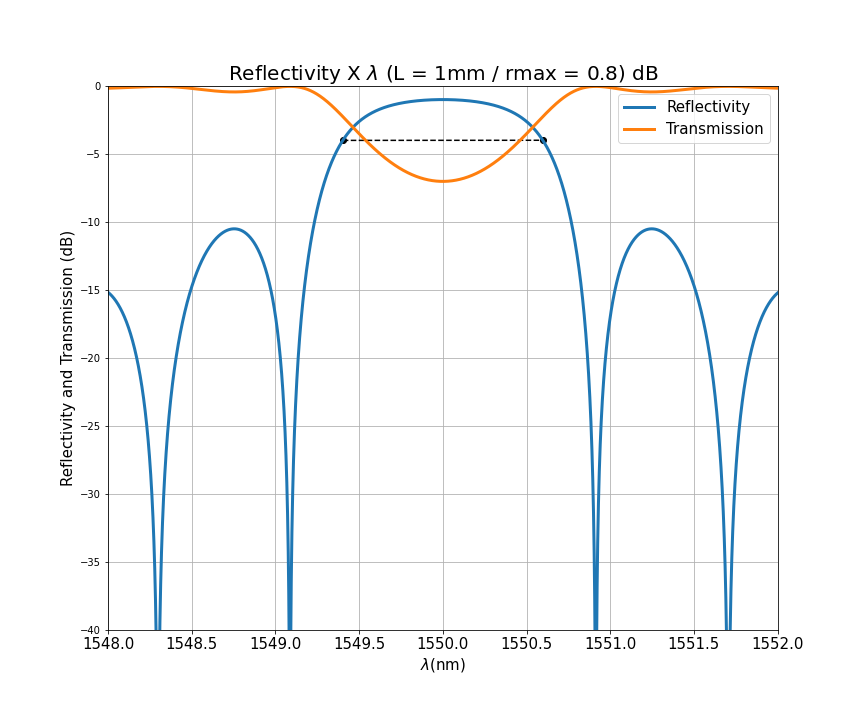 Reflectivity X λ (L = 1mm / rmax = 0.8) dB
Reflectivity
Transmission
Reflectivity and Transmission (dB)
0
−5
−10
−15
−20
−25
−30
−35
−40
1548.0 1548.5 1549.0 1549.5 1550.0 1550.5 1551.0 1551.5 1552.0
λ(nm)